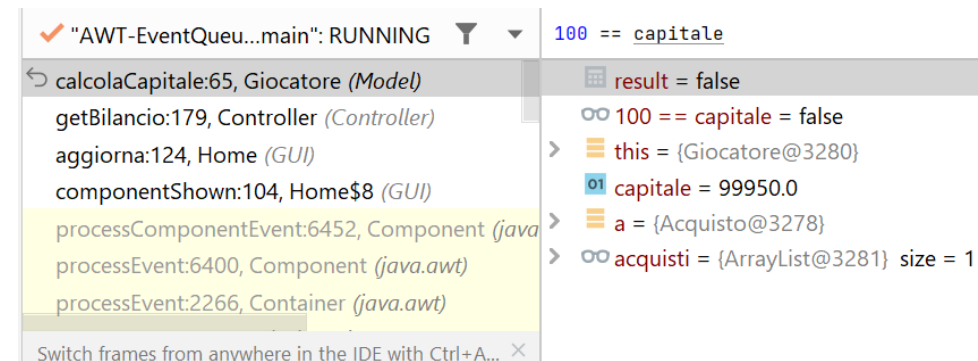 "AWT-EventQueu...main": RUNNING
calcolaCapitale:65, Giocatore (Model)
getBilancio:179, Controller (Controller)
aggiorna:124, Home (GUI)
componentShown:104, Home$8 (GUI)
processComponentEvent:6452, Component (java
processEvent:6400, Component (java.awt)
processEvent:2266, Container (java.awt)
Switch frames from anywhere in the IDE with Ctrl+A...
100 == capitale
result = false
100 == capitale = false
this = {Giocatore@3280}
01 capitale = 99950.0
a = {Acquisto@3278}
acquisti = {ArrayList@3281} size = 1